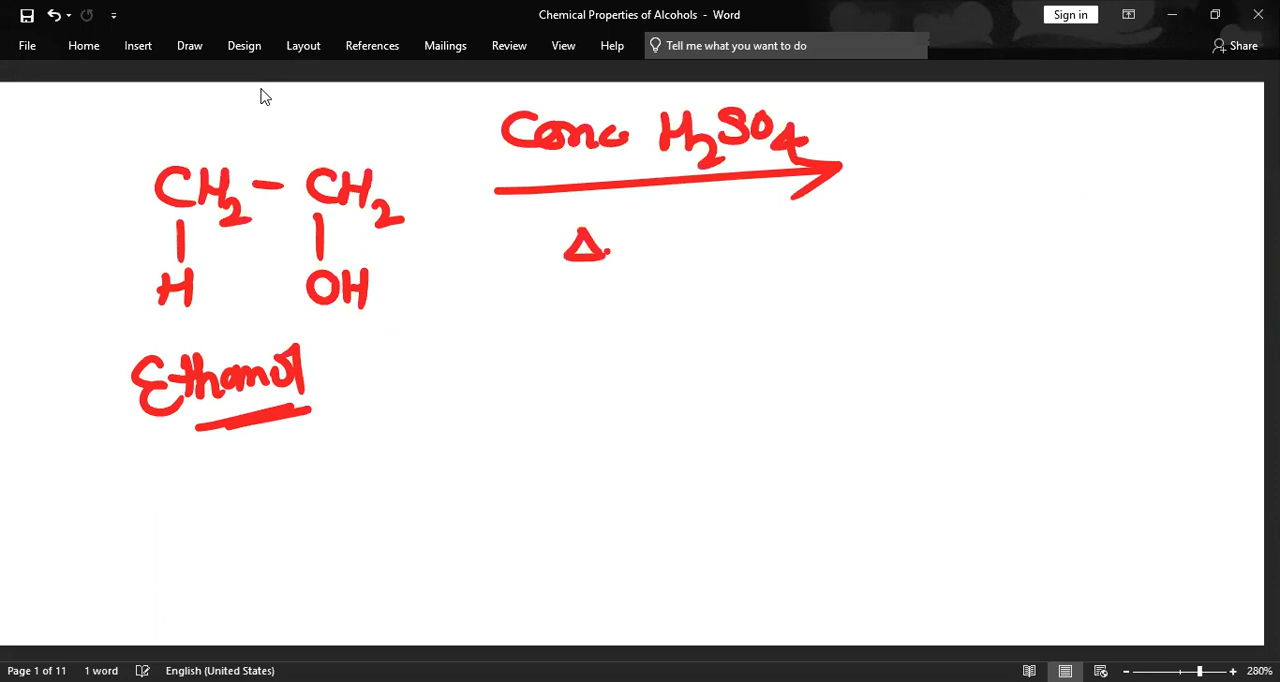 Chemical Properties of Alcohols - Word
Sign in
File Home Insert Draw Design Layout References Mailings Review View Help Tell me what you want to do Share
Conc H2SO4
CH2 - CH2
Δ
H OH
Ethanol
Page 1 of 11 1 word English (United States) 280%